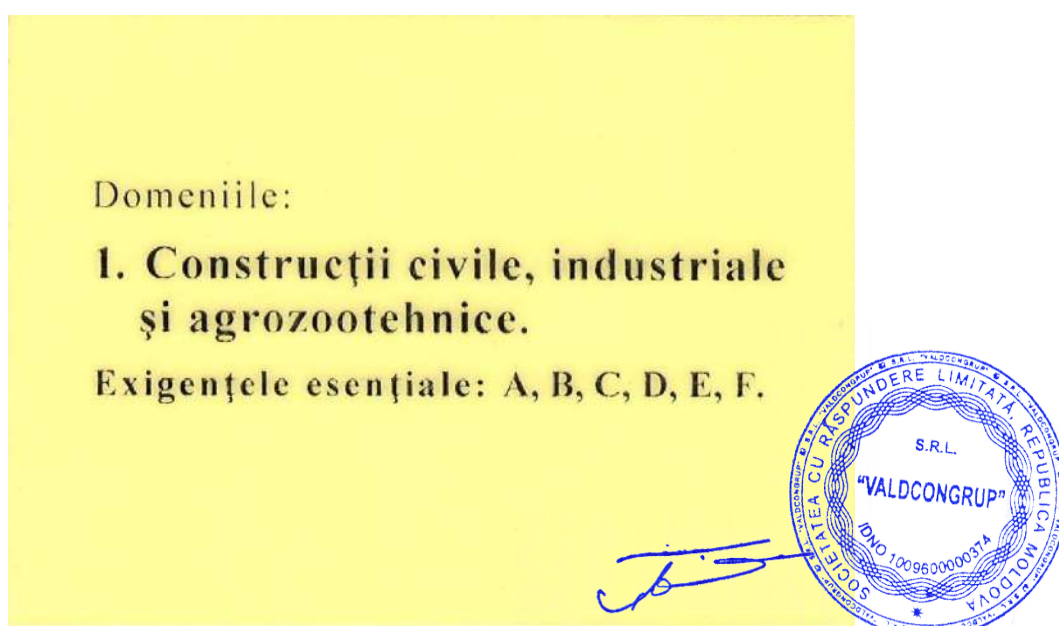 Domeniile:
1. Construcţii civile, industriale
şi agrozootehnice.
Exigenţele esenţiale: A, B, C, D, E, F.
SOCIETATEA CU RĂSPUNDERE LIMITATĂ, REPUBLICA MOLDOVA
S.R.L.
"VALDCONGRUP"
IDNO 1009600000374